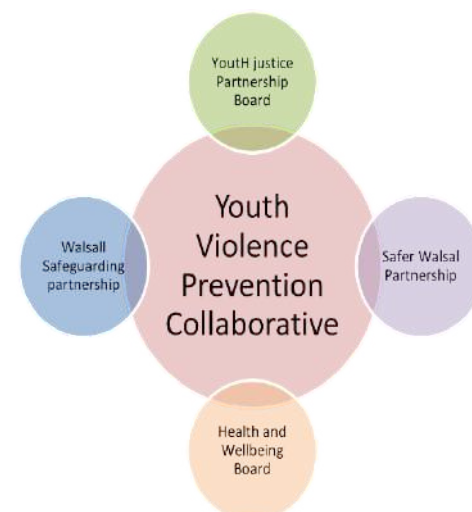 YoutH justice
Partnership
Board
Youth
Violence
Prevention
Collaborative
Walsall
Safeguarding
partnership
Safer Walsal
Partnership
Health and
Wellbeing
Board